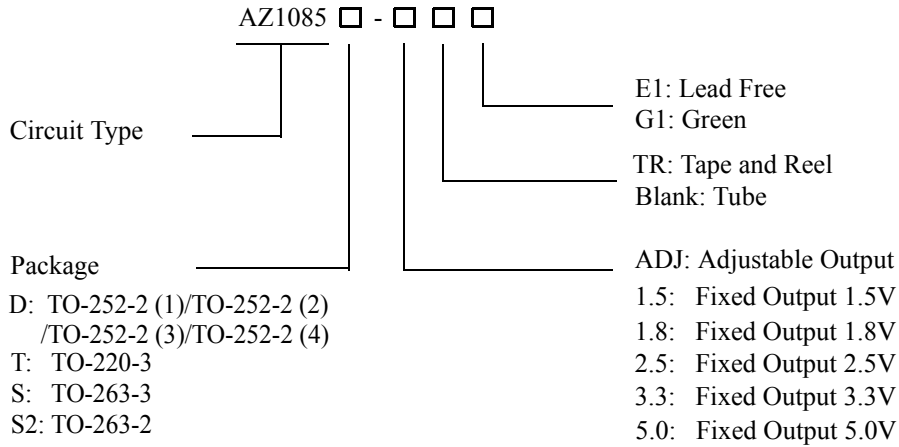 AZ1085 -
Circuit Type
E1: Lead Free
G1: Green
TR: Tape and Reel
Blank: Tube
Package
D: TO-252-2 (1)/TO-252-2 (2)
/TO-252-2 (3)/TO-252-2 (4)
T: TO-220-3
S: TO-263-3
S2: TO-263-2
ADJ: Adjustable Output
1.5: Fixed Output 1.5V
1.8: Fixed Output 1.8V
2.5: Fixed Output 2.5V
3.3: Fixed Output 3.3V
5.0: Fixed Output 5.0V